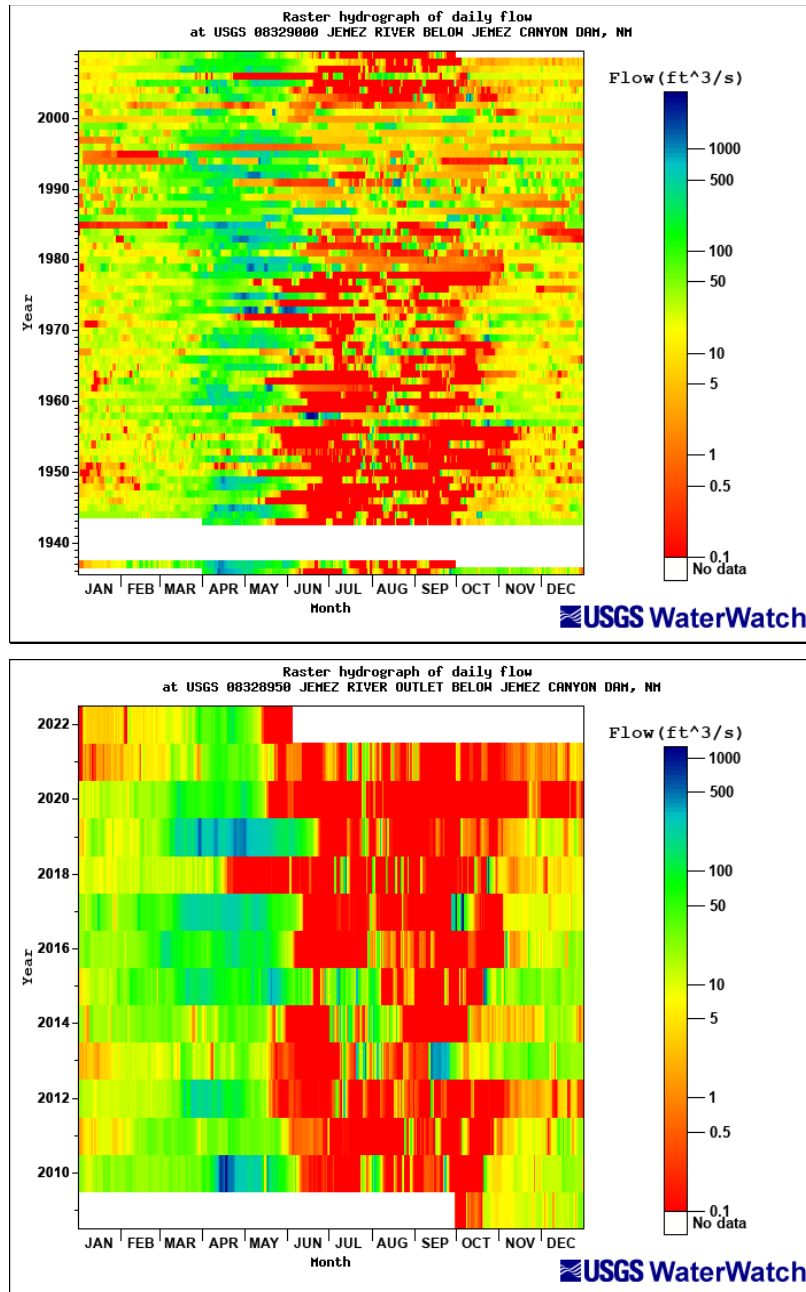 Raster hydrograph of daily flow
at USGS 08329000 JEMEZ RIVER BELOW JEMEZ CANYON DAM, NM
Flow(ft^3/s)
2000
1990
1980
1970
1960
1950
1940
Year
1000
500
100
50
10
5
1
0.5
0.1
No data
JAN FEB MAR APR MAY JUN JUL AUG SEP OCT NOV DEC
Month
USGS WaterWatch
Raster hydrograph of daily flow
at USGS 08328950 JEMEZ RIVER OUTLET BELOW JEMEZ CANYON DAM, NM
Flow(ft^3/s)
2022
2020
2018
2016
2014
2012
2010
Year
1000
500
100
50
10
5
1
0.5
0.1
No data
JAN FEB MAR APR MAY JUN JUL AUG SEP OCT NOV DEC
Month
USGS WaterWatch